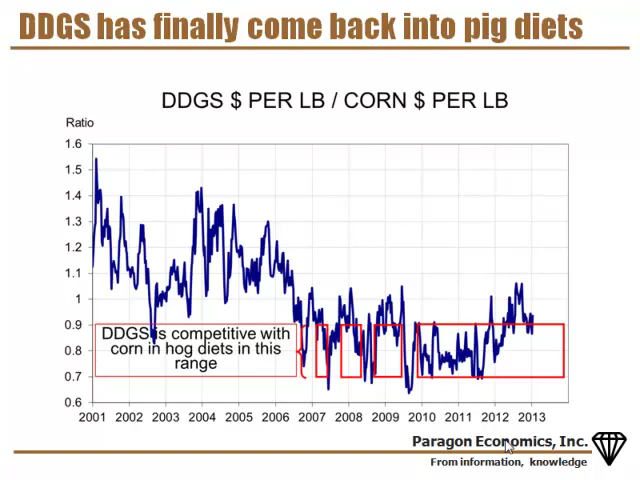 DDGS has finally come back into pig diets
DDGS $ PER LB / CORN $ PER LB
Ratio
1.6
1.5
1.4
1.3
1.2
1.1
1
0.9
0.8
0.7
0.6
DDGS is competitive with
corn in hog diets in this
range
2001 2002 2003 2004 2005 2006 2007 2008 2009 2010 2011 2012 2013
Paragon Economics, Inc.
From information, knowledge